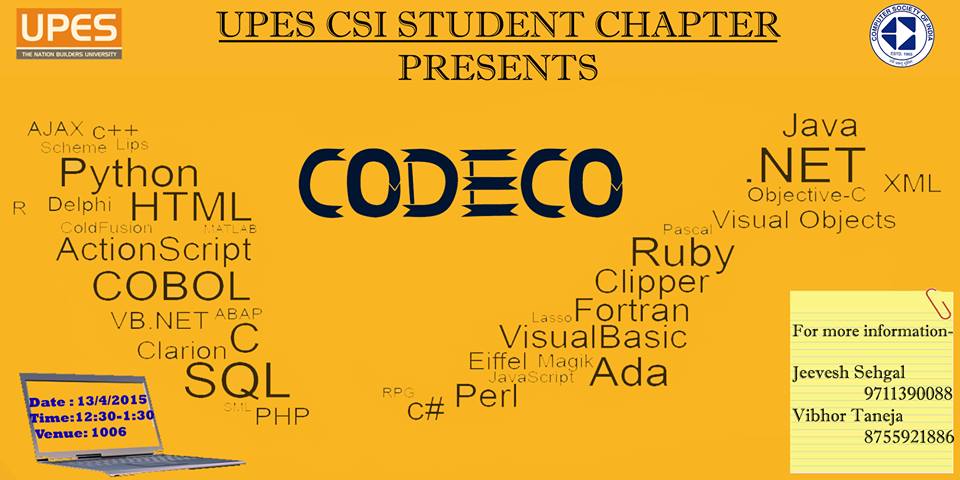 UPES
THE NATION BUILDERS UNIVERSITY
UPES CSI STUDENT CHAPTER
PRESENTS
COMPUTER SOCIETY OF INDIA
ESTD. 1965
CODECO
AJAX
C++
Scheme
Lips
Python
R
Delphi
HTML
ColdFusion
MATLAB
ActionScript
COBOL
VB.NET
ABAP
C
Clarion
SQL
SML
PHP
RPG
C#
Perl
JavaScript
Eiffel
Magik
Ada
VisualBasic
Lasso
Fortran
Clipper
Ruby
Pascal
Visual Objects
Objective-C
XML
.NET
Java
Date : 13/4/2015
Time:12:30-1:30
Venue: 1006
For more information-
Jeevesh Sehgal
9711390088
Vibhor Taneja
8755921886